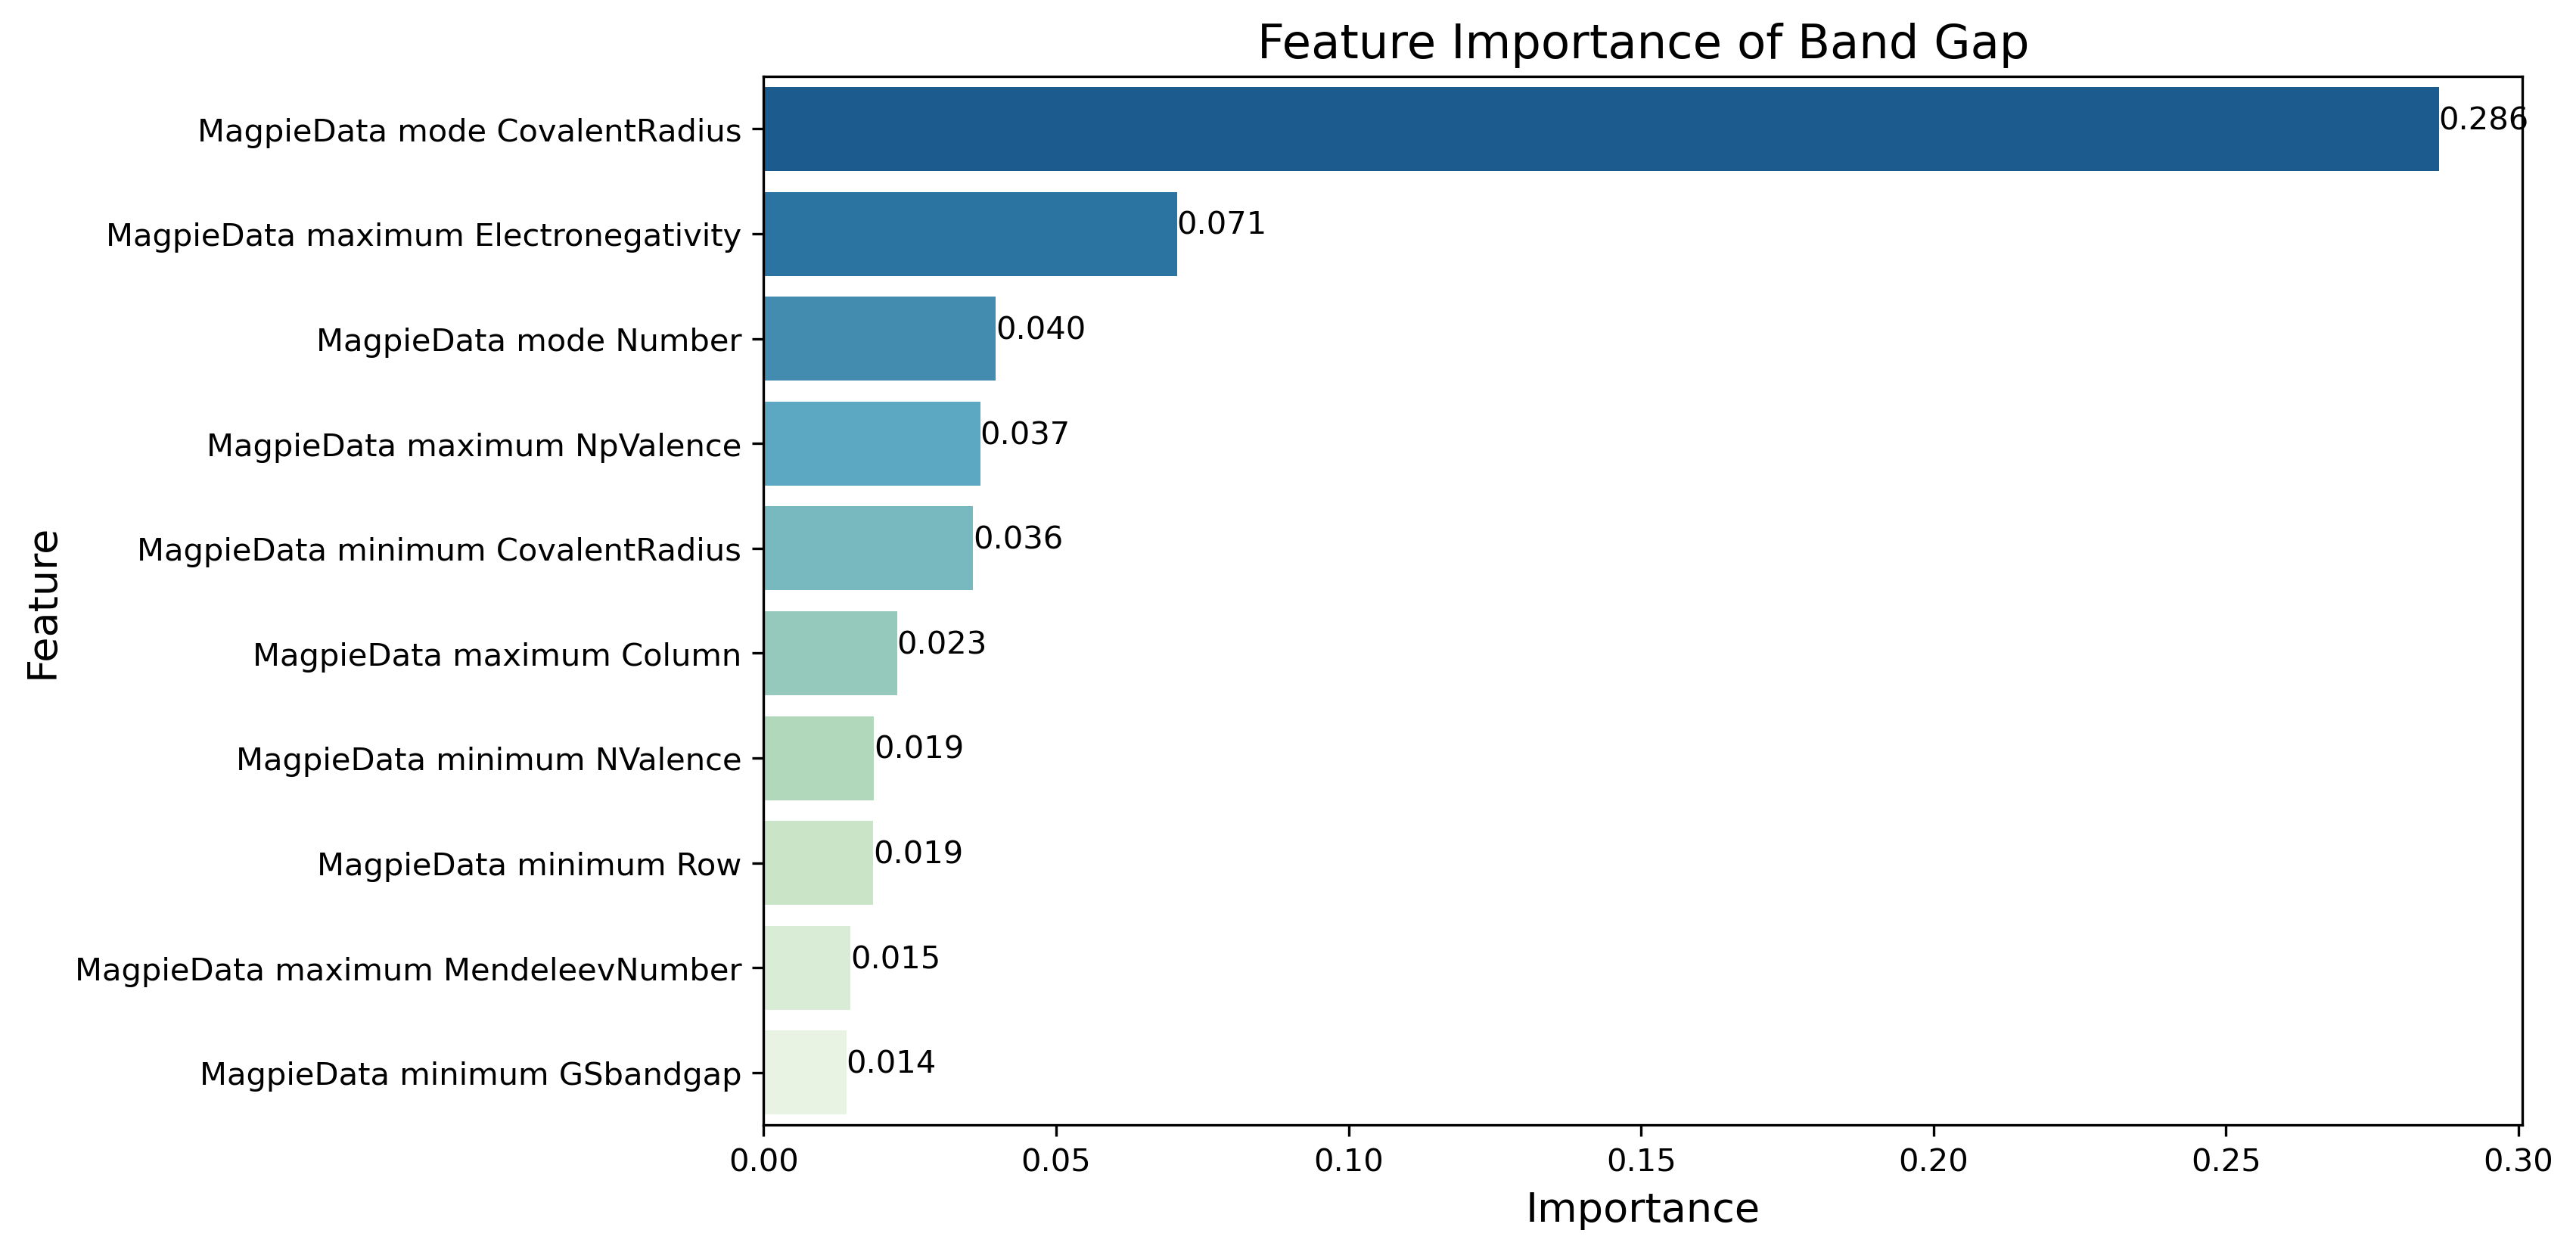 Feature Importance of Band Gap
MagpieData mode CovalentRadius 0.286
MagpieData maximum Electronegativity 0.071
MagpieData mode Number 0.040
MagpieData maximum NpValence 0.037
MagpieData minimum CovalentRadius 0.036
MagpieData maximum Column 0.023
MagpieData minimum NValence 0.019
MagpieData minimum Row 0.019
MagpieData maximum MendeleevNumber 0.015
MagpieData minimum GSbandgap 0.014
Feature
0.00 0.05 0.10 0.15 0.20 0.25 0.30
Importance